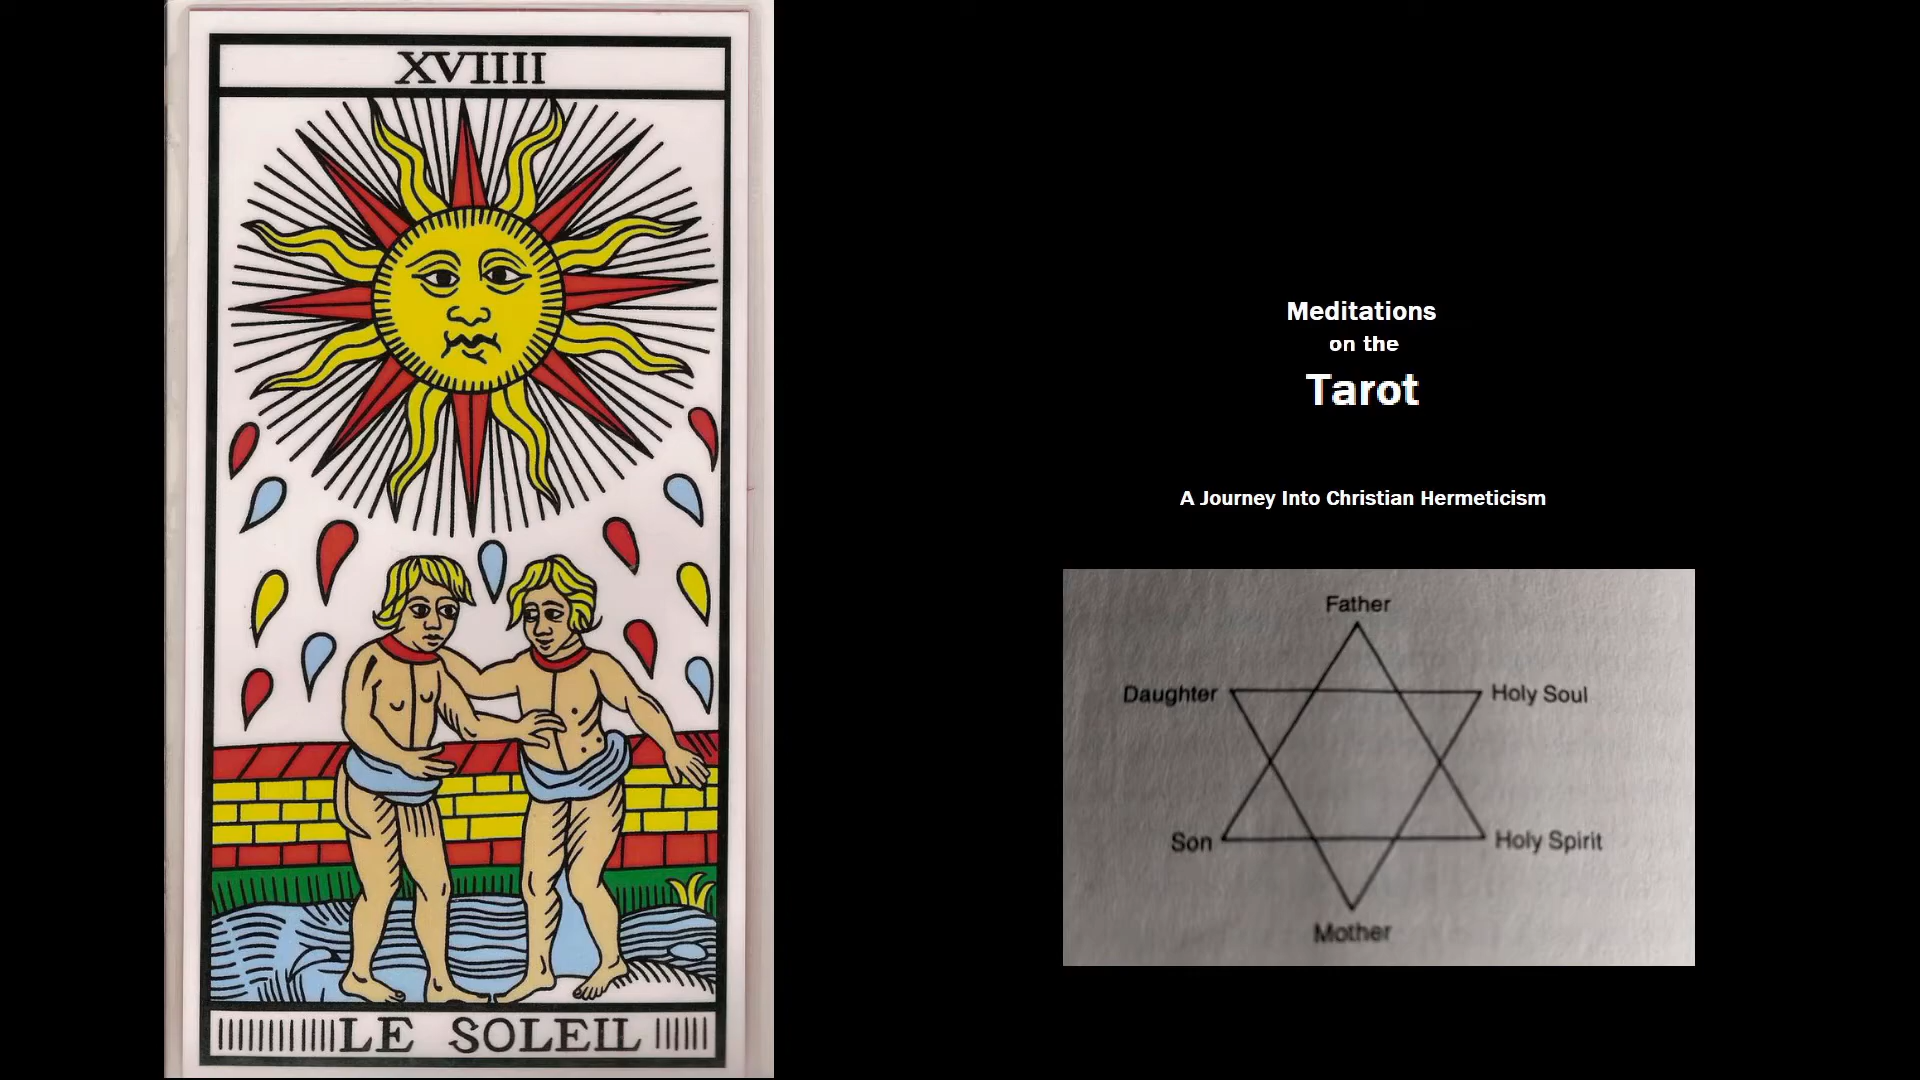 XVIIII
LE SOLEIL
Meditations
on the
Tarot
A Journey Into Christian Hermeticism
Father
Daughter
Holy Soul
Son
Holy Spirit
Mother